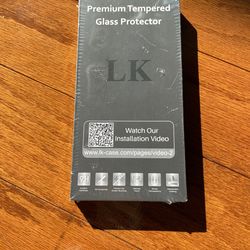 Premium Tempered
Glass Protector
LK
Watch Our
Installation Video
www.lk-case.com/pages/video-2